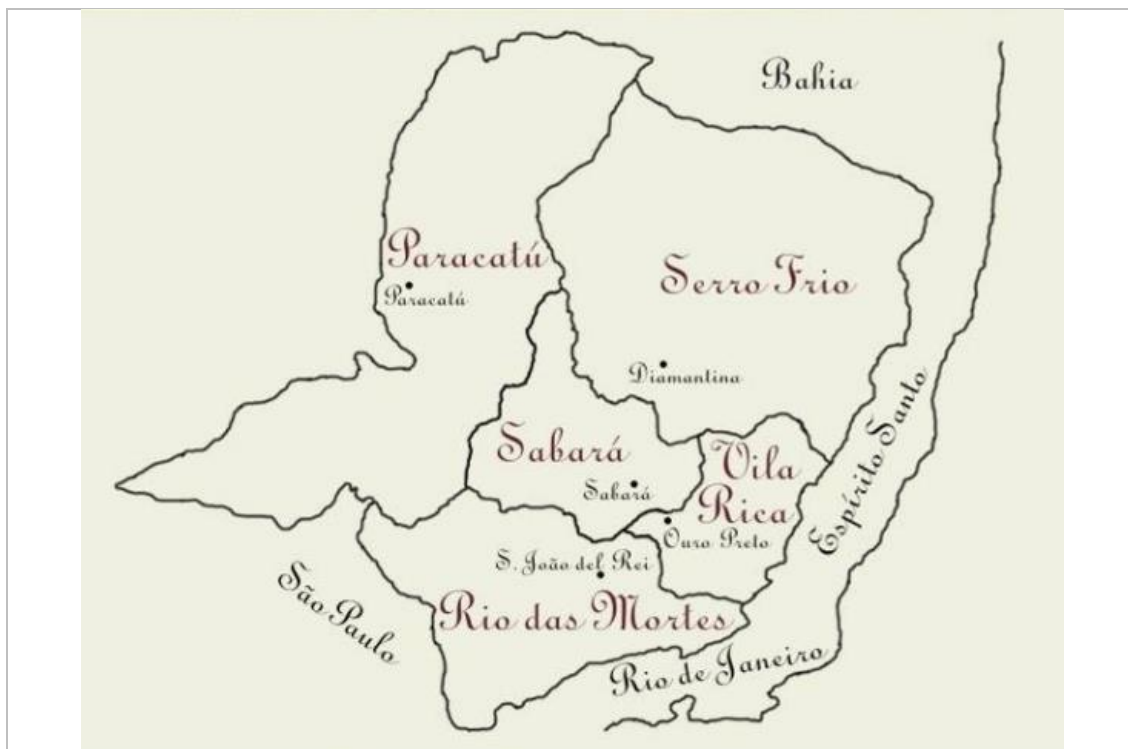 Bahia
Paracatú
Paracatú
Serro Frio
Diamantina
Sabará
Sabará
Vila
Rica
Ouro Preto
Espírito Santo
S. João del Rei
Rio das Mortes
São Paulo
Rio de Janeiro